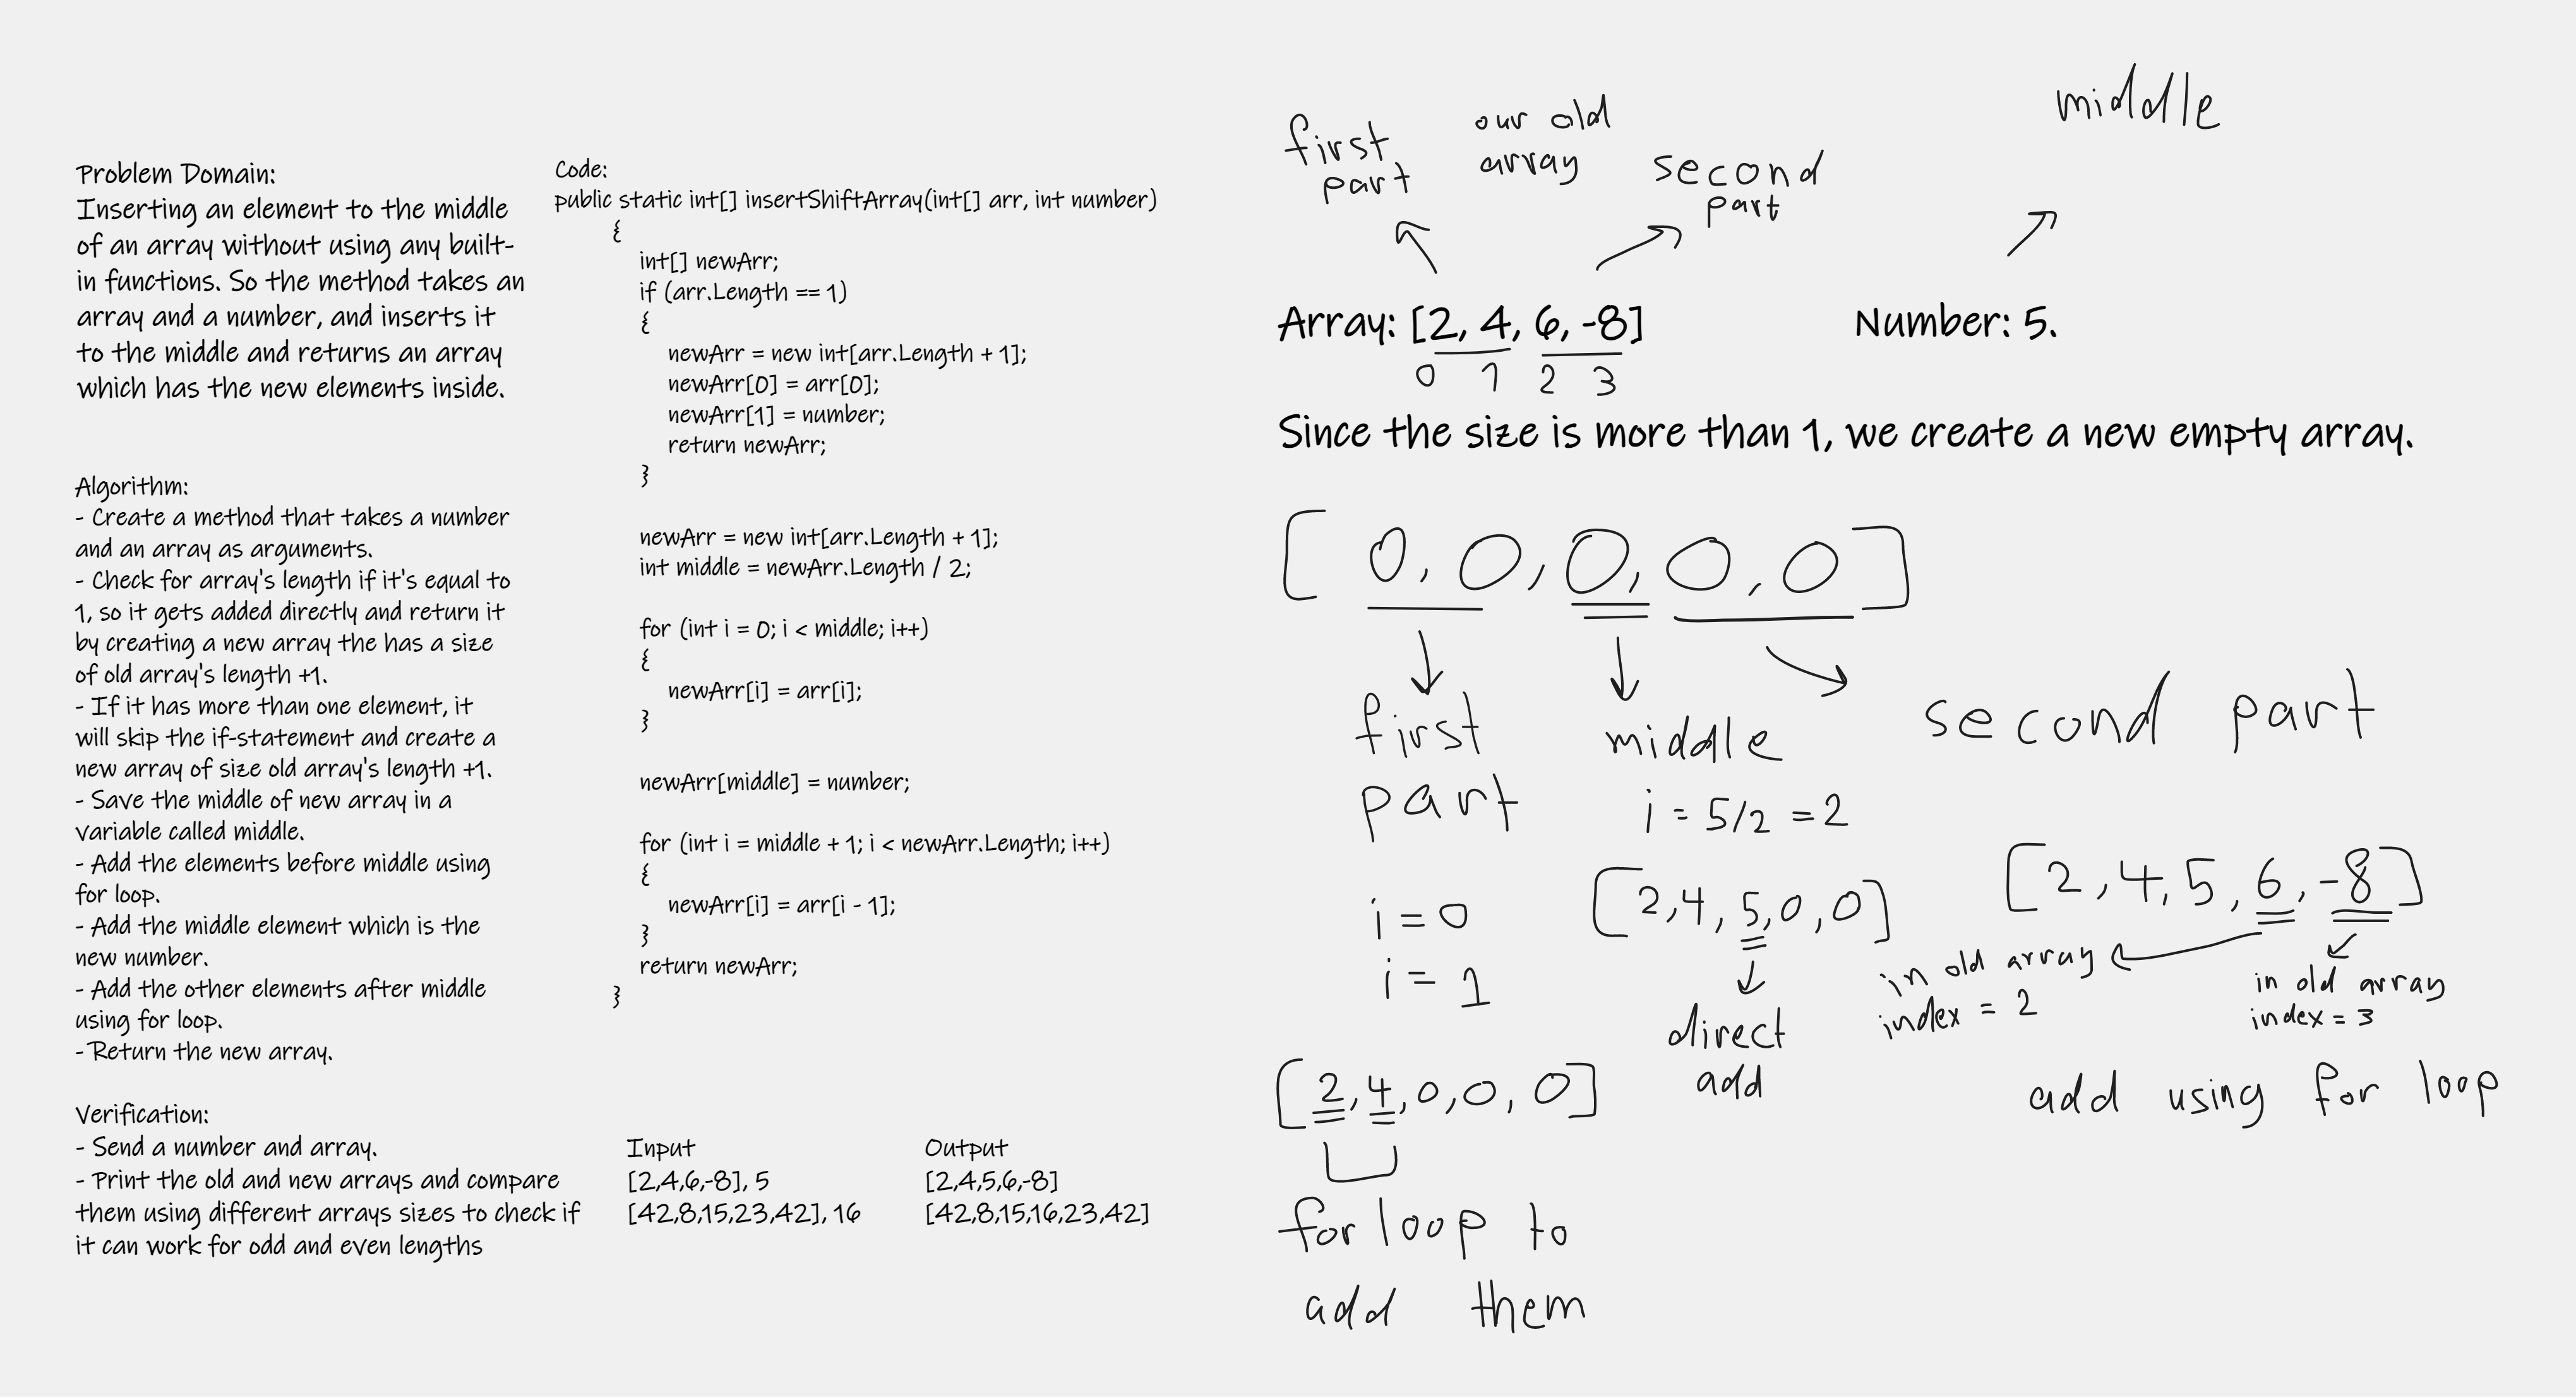 Problem Domain:
Inserting an element to the middle
of an array without using any built-
in functions. So the method takes an
array and a number, and inserts it
to the middle and returns an array
which has the new elements inside.
Algorithm:
- Create a method that takes a number
and an array as arguments.
- Check for array's length if it's equal to
1, so it gets added directly and return it
by creating a new array the has a size
of old array's length +1.
- If it has more than one element, it
will skip the if-statement and create a
new array of size old array's length +1.
- Save the middle of new array in a
variable called middle.
- Add the elements before middle using
for loop.
- Add the middle element which is the
new number.
- Add the other elements after middle
using for loop.
- Return the new array.
Verification:
- Send a number and array.
- Print the old and new arrays and compare
them using different arrays sizes to check if
it can work for odd and even lengths
Code:
public static int[] insertShiftArray(int[] arr, int number)
{
int[] newArr;
if (arr.Length == 1)
{
newArr = new int[arr.Length + 1];
newArr[0] = arr[0];
newArr[1] = number;
return newArr;
}
newArr = new int[arr.Length + 1];
int middle = newArr.Length / 2;
for (int i = 0; i < middle; i++)
{
newArr[i] = arr[i];
}
newArr[middle] = number;
for (int i = middle + 1; i < newArr.Length; i++)
{
newArr[i] = arr[i - 1];
}
return newArr;
}
Input Output
[2,4,6,-8], 5 [2,4,5,6,-8]
[42,8,15,23,42], 16 [42,8,15,16,23,42]
first
part
our old
array
second
part
middle
Array: [2, 4, 6, -8] Number: 5.
0 1 2 3
Since the size is more than 1, we create a new empty array.
[ 0, 0, 0, 0, 0 ]
first
part
i = 0
i = 1
[2,4,0,0,0]
for loop to
add them
middle
i = 5/2 = 2
[2,4,5,0,0]
direct
add
second part
[2,4,5,6,-8]
in old array
index = 2
in old array
index = 3
add using for loop